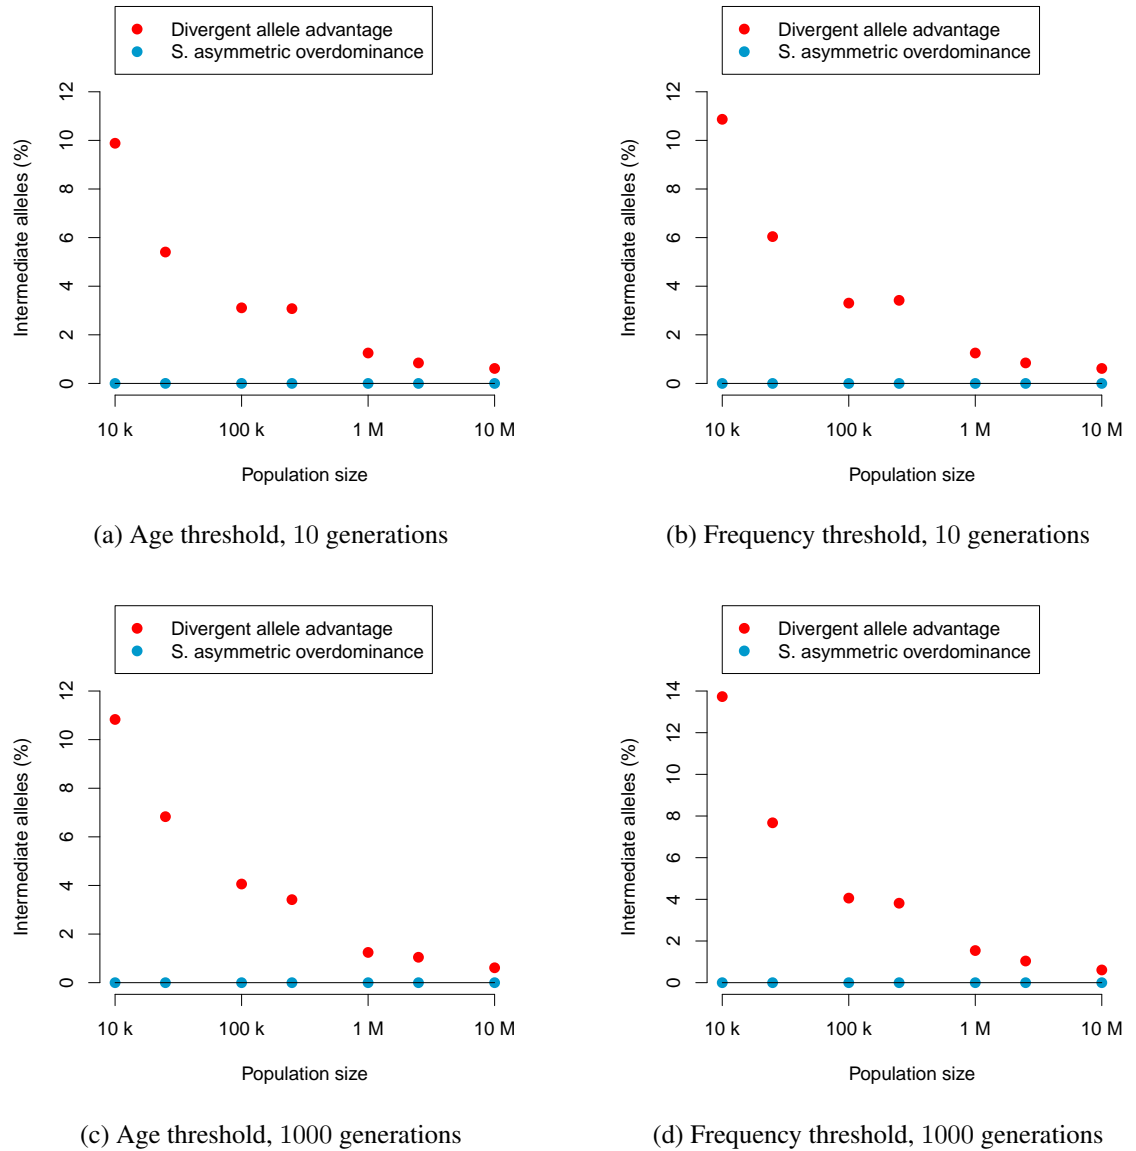 Divergent allele advantage
S. asymmetric overdominance
Intermediate alleles (%)
12
10
8
6
4
2
0
10 k
100 k
1 M
10 M
Population size
(a) Age threshold, 10 generations
Divergent allele advantage
S. asymmetric overdominance
Intermediate alleles (%)
12
10
8
6
4
2
0
10 k
100 k
1 M
10 M
Population size
(b) Frequency threshold, 10 generations
Divergent allele advantage
S. asymmetric overdominance
Intermediate alleles (%)
12
10
8
6
4
2
0
10 k
100 k
1 M
10 M
Population size
(c) Age threshold, 1000 generations
Divergent allele advantage
S. asymmetric overdominance
Intermediate alleles (%)
14
12
10
8
6
4
2
0
10 k
100 k
1 M
10 M
Population size
(d) Frequency threshold, 1000 generations